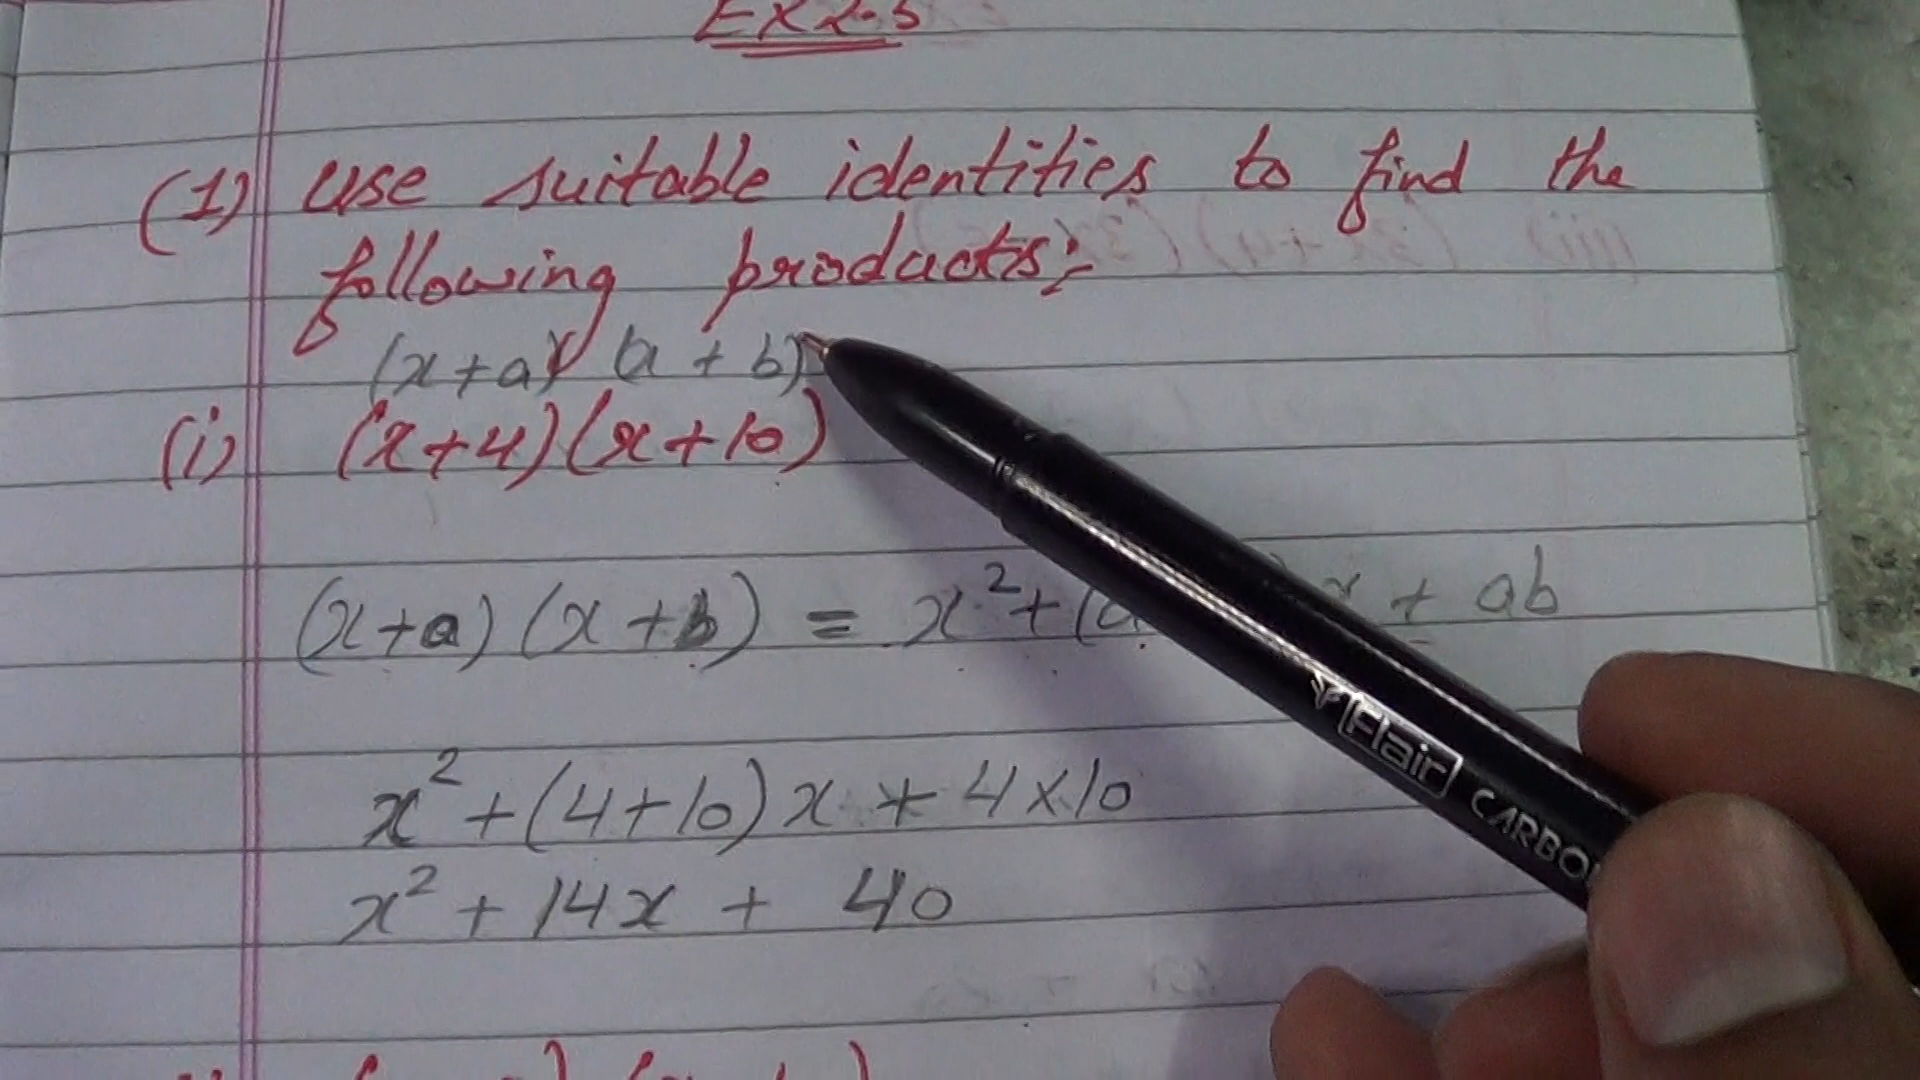 Ex 2.5
(1) Use suitable identities to find the
following products:
(x+a) (a + b)
(i) (x+4)(x+10)
(x+a) (x+b) = x²+(a x + ab
x²+(4+10)x + 4×10
x² + 14x + 40
Flair CARBO